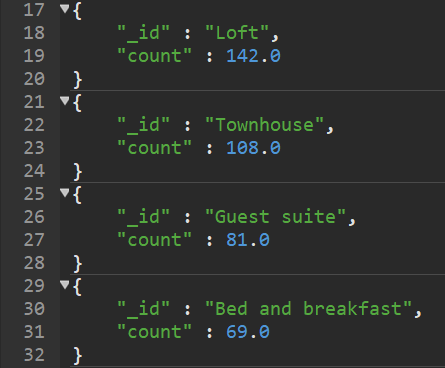 17 {
18 "_id" : "Loft",
19 "count" : 142.0
20 }
21 {
22 "_id" : "Townhouse",
23 "count" : 108.0
24 }
25 {
26 "_id" : "Guest suite",
27 "count" : 81.0
28 }
29 {
30 "_id" : "Bed and breakfast",
31 "count" : 69.0
32 }